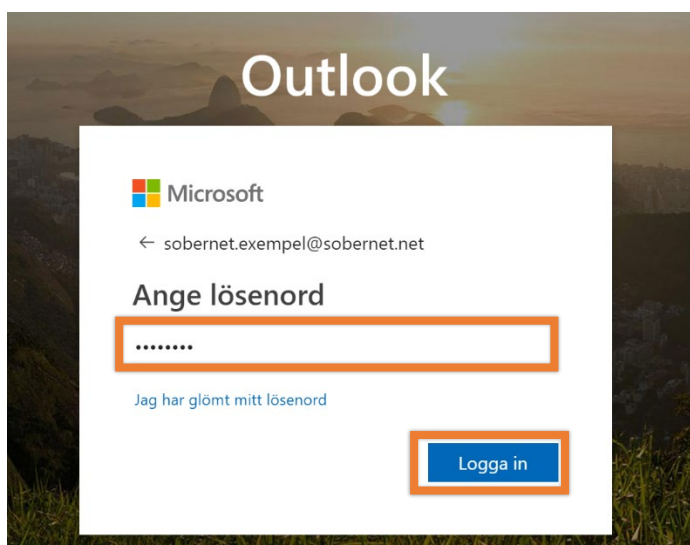 Outlook
Microsoft
← sobernet.exempel@sobernet.net
Ange lösenord
••••••••
Jag har glömt mitt lösenord
Logga in